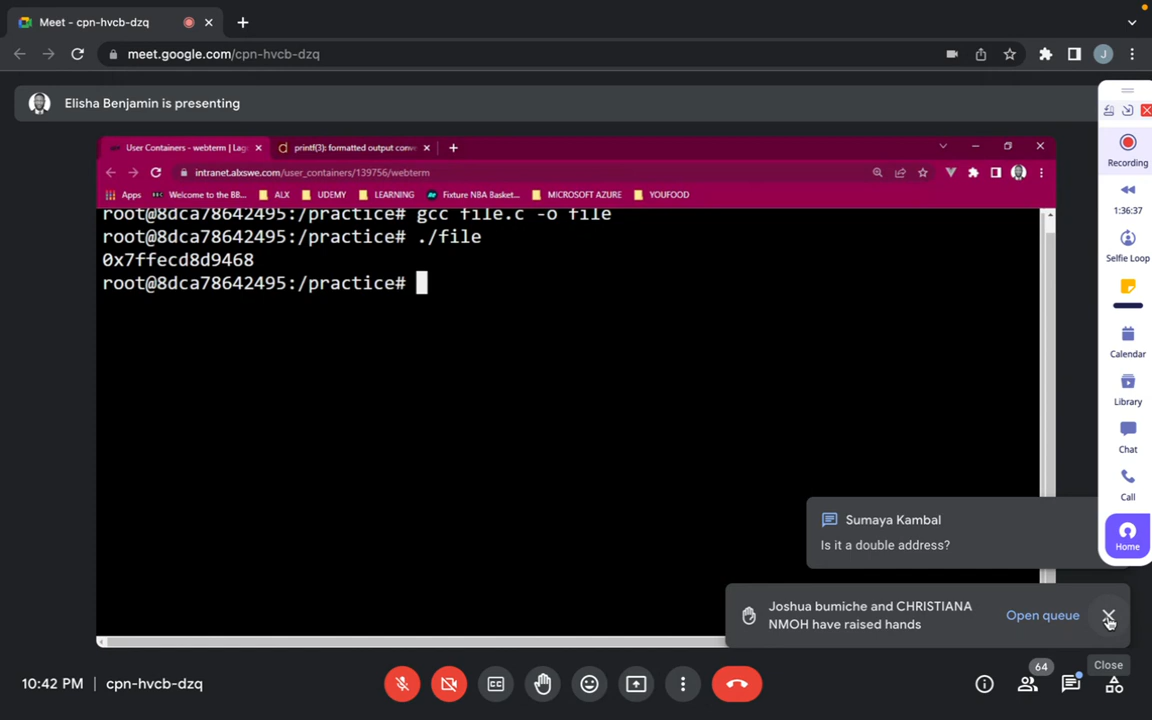 Meet - cpn-hvcb-dzq
meet.google.com/cpn-hvcb-dzq
J
Elisha Benjamin is presenting
User Containers - webterm | Lag
printf(3): formatted output conv
intranet.alxswe.com/user_containers/139756/webterm
Apps
Welcome to the BB...
ALX
UDEMY
LEARNING
Fixture NBA Basket...
MICROSOFT AZURE
YOUFOOD
root@8dca78642495:/practice# gcc file.c -o file
root@8dca78642495:/practice# ./file
0x7ffecd8d9468
root@8dca78642495:/practice#
Recording
1:36:37
Selfie Loop
Calendar
Library
Chat
Call
Home
Sumaya Kambal
Is it a double address?
Joshua bumiche and CHRISTIANA
NMOH have raised hands
Open queue
Close
10:42 PM | cpn-hvcb-dzq
64